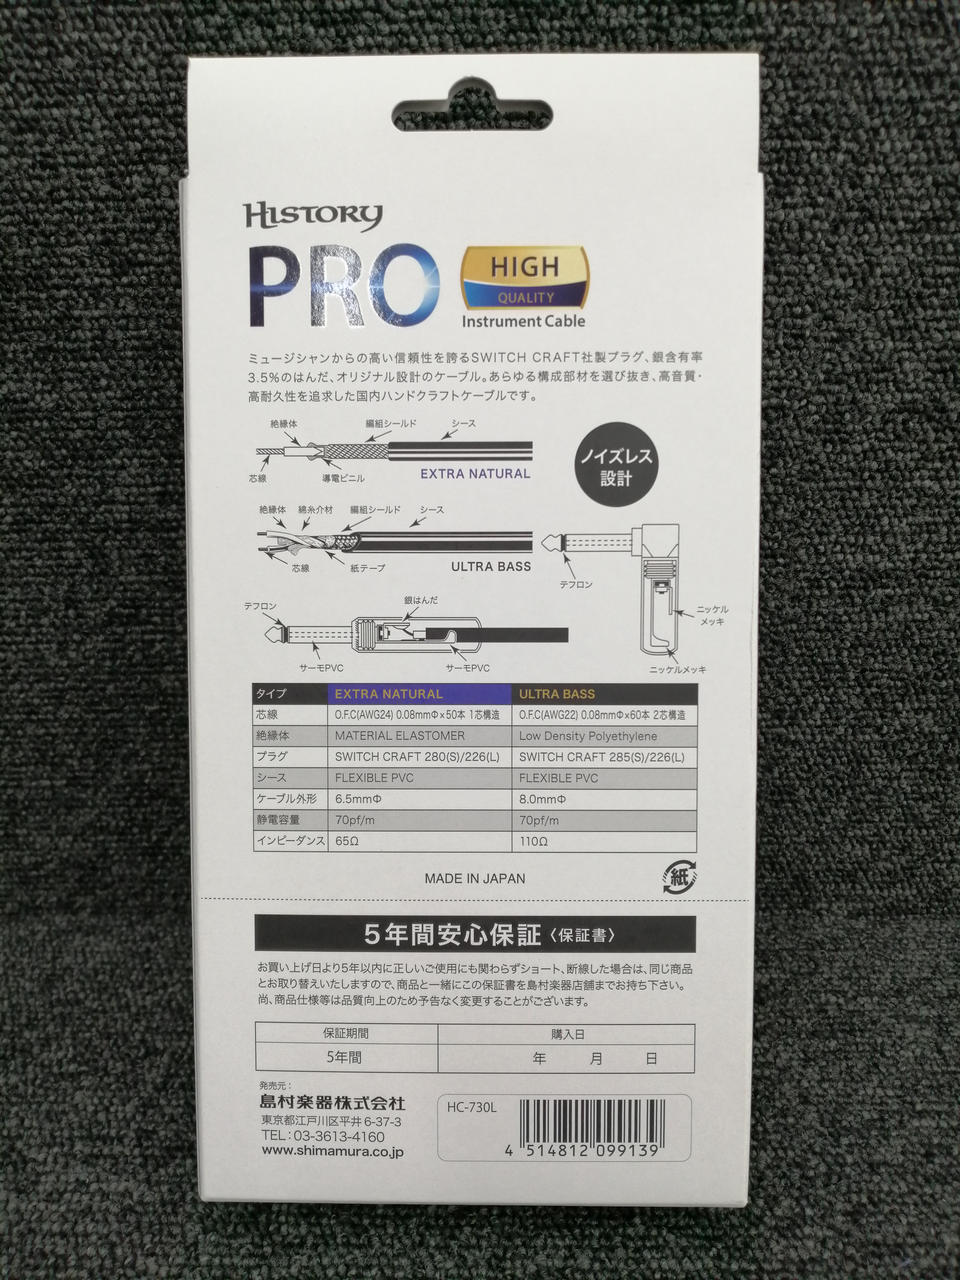 HISTORY
PRO
HIGH
QUALITY
Instrument Cable
ミュージシャンからの高い信頼性を誇るSWITCH CRAFT社製プラグ、銀含有率
3.5%のはんだ、オリジナル設計のケーブル。あらゆる構成部材を選び抜き、高音質・
高耐久性を追求した国内ハンドクラフトケーブルです。
絶縁体 編組シールド シース
芯線 導電ビニル
EXTRA NATURAL
ノイズレス
設計
絶縁体 綿糸介材 編組シールド シース
芯線 紙テープ
ULTRA BASS
テフロン
ニッケル
メッキ
ニッケルメッキ
テフロン 銀はんだ
サーモPVC サーモPVC
タイプ EXTRA NATURAL ULTRA BASS
芯線 O.F.C(AWG24) 0.08mmΦ×50本 1芯構造 O.F.C(AWG22) 0.08mmΦ×60本 2芯構造
絶縁体 MATERIAL ELASTOMER Low Density Polyethylene
プラグ SWITCH CRAFT 280(S)/226(L) SWITCH CRAFT 285(S)/226(L)
シース FLEXIBLE PVC FLEXIBLE PVC
ケーブル外形 6.5mmΦ 8.0mmΦ
静電容量 70pf/m 70pf/m
インピーダンス 65Ω 110Ω
MADE IN JAPAN
紙
5年間安心保証〈保証書〉
お買い上げ日より5年以内に正しいご使用にも関わらずショート、断線した場合は、同じ商品
とお取り替えいたしますので、商品と一緒にこの保証書を島村楽器店舗までお持ち下さい。
尚、商品仕様等は品質向上のため予告なく変更することがございます。
保証期間 購入日
5年間 年 月 日
発売元：
島村楽器株式会社
東京都江戸川区平井 6-37-3
TEL：03-3613-4160
www.shimamura.co.jp
HC-730L
4 514812 099139